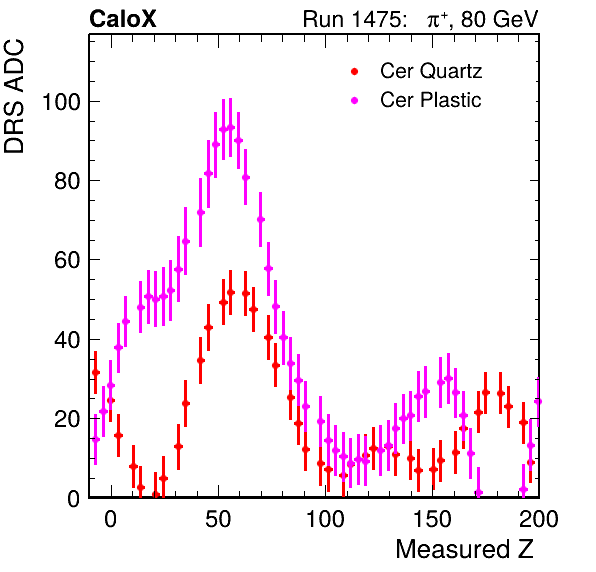 CaloX Run 1475: π⁺, 80 GeV
DRS ADC
Cer Quartz
Cer Plastic
100
80
60
40
20
0
0 50 100 150 200
Measured Z